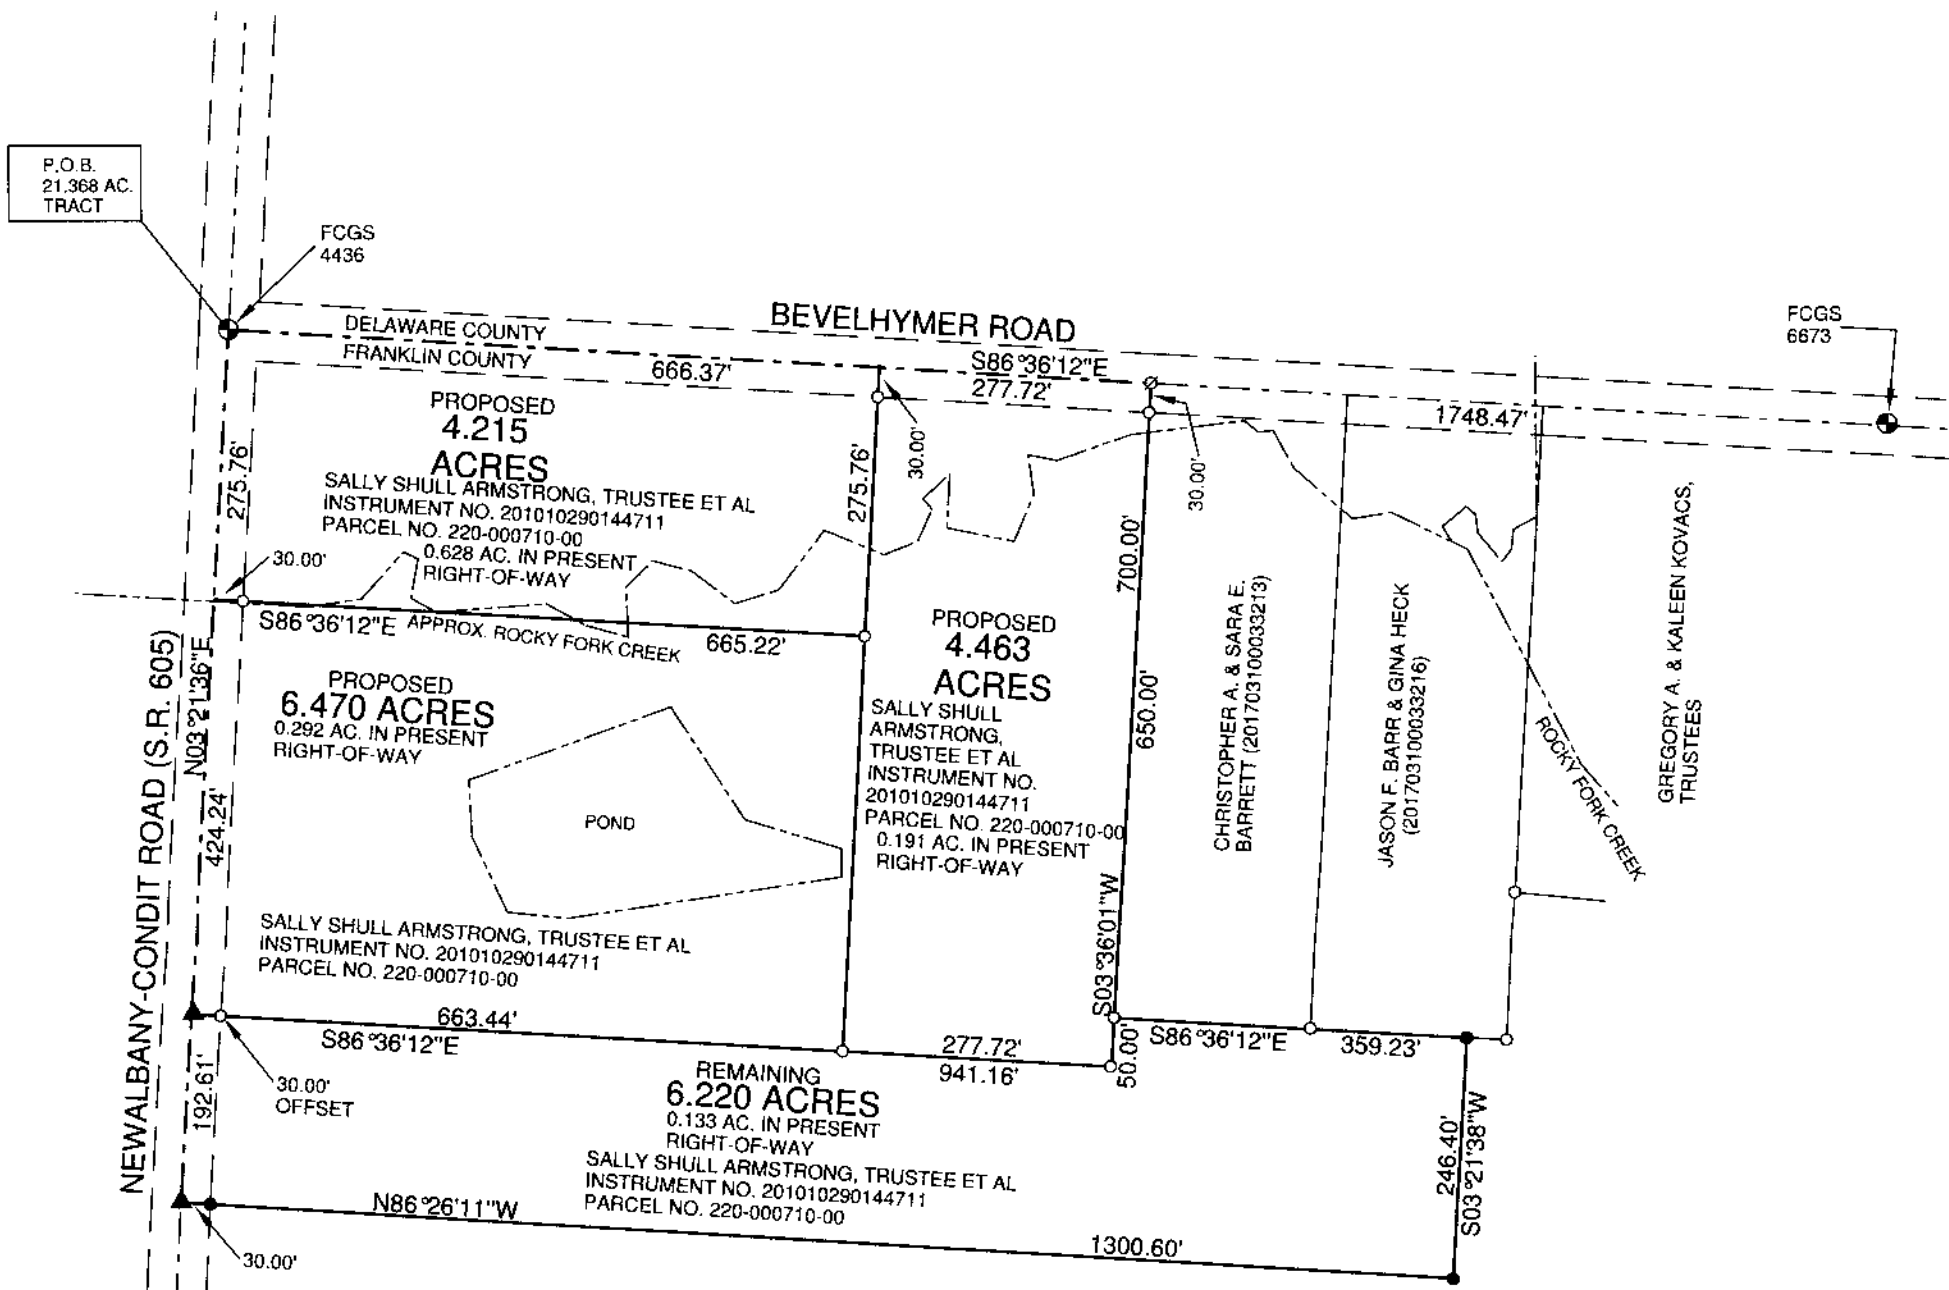 P.O.B.
21.368 AC.
TRACT
FCGS
4436
BEVELHYMER ROAD
FCGS
6673
DELAWARE COUNTY
FRANKLIN COUNTY
666.37'
S86°36'12"E
277.72'
1748.47'
30.00'
30.00'
PROPOSED
4.215
ACRES
SALLY SHULL ARMSTRONG, TRUSTEE ET AL
INSTRUMENT NO. 201010290144711
PARCEL NO. 220-000710-00
0.628 AC. IN PRESENT
RIGHT-OF-WAY
275.76'
275.76'
30.00'
S86°36'12"E
APPROX. ROCKY FORK CREEK
665.22'
PROPOSED
6.470 ACRES
0.292 AC. IN PRESENT
RIGHT-OF-WAY
POND
SALLY SHULL ARMSTRONG, TRUSTEE ET AL
INSTRUMENT NO. 201010290144711
PARCEL NO. 220-000710-00
NEWALBANY-CONDIT ROAD (S.R. 605)
N03°21'36"E
424.24'
PROPOSED
4.463
ACRES
SALLY SHULL
ARMSTRONG,
TRUSTEE ET AL
INSTRUMENT NO.
201010290144711
PARCEL NO. 220-000710-00
0.191 AC. IN PRESENT
RIGHT-OF-WAY
700.00'
650.00'
S03°36'01"W
50.00'
CHRISTOPHER A. & SARA E.
BARRETT (201703100033213)
JASON F. BARR & GINA HECK
(201703100033216)
ROCKY FORK CREEK
GREGORY A. & KALEEN KOVACS,
TRUSTEES
663.44'
S86°36'12"E
277.72'
941.16'
S86°36'12"E
359.23'
192.61'
30.00'
OFFSET
REMAINING
6.220 ACRES
0.133 AC. IN PRESENT
RIGHT-OF-WAY
SALLY SHULL ARMSTRONG, TRUSTEE ET AL
INSTRUMENT NO. 201010290144711
PARCEL NO. 220-000710-00
246.40'
S03°21'38"W
N86°26'11"W
1300.60'
30.00'